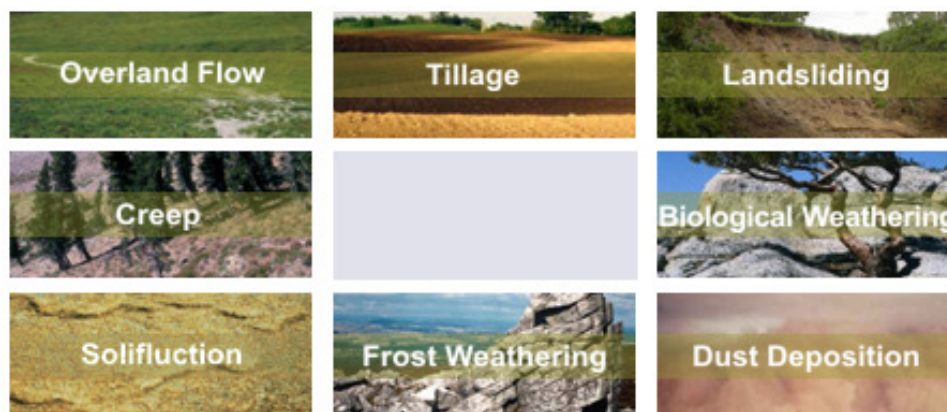 Overland Flow
Tillage
Landsliding
Creep
Biological Weathering
Solifluction
Frost Weathering
Dust Deposition